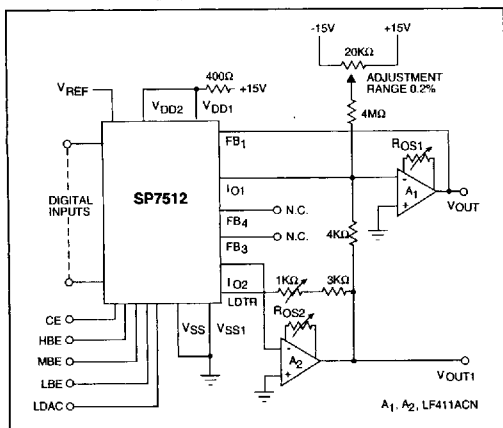 -15V +15V
20KΩ
ADJUSTMENT
RANGE 0.2%
400Ω
+15V
4MΩ
VREF
VDD2 VDD1
FB1
ROS1
A1
VOUT
IO1
SP7512
DIGITAL
INPUTS
FB4
N.C.
FB3
N.C.
4KΩ
IO2
LDTR
1KΩ 3KΩ
ROS2
A2
VOUT1
CE
HBE
MBE
LBE
LDAC
VSS VSS1
A1, A2, LF411ACN